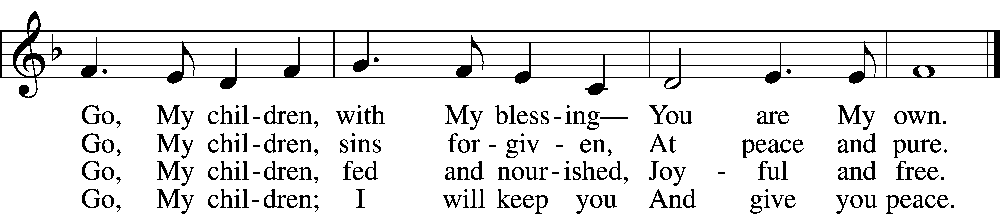 Go, My chil-dren, with My bless-ing— You are My own.
Go, My chil-dren, sins for-giv-en, At peace and pure.
Go, My chil-dren, fed and nour-ished, Joy-ful and free.
Go, My chil-dren; I will keep you And give you peace.